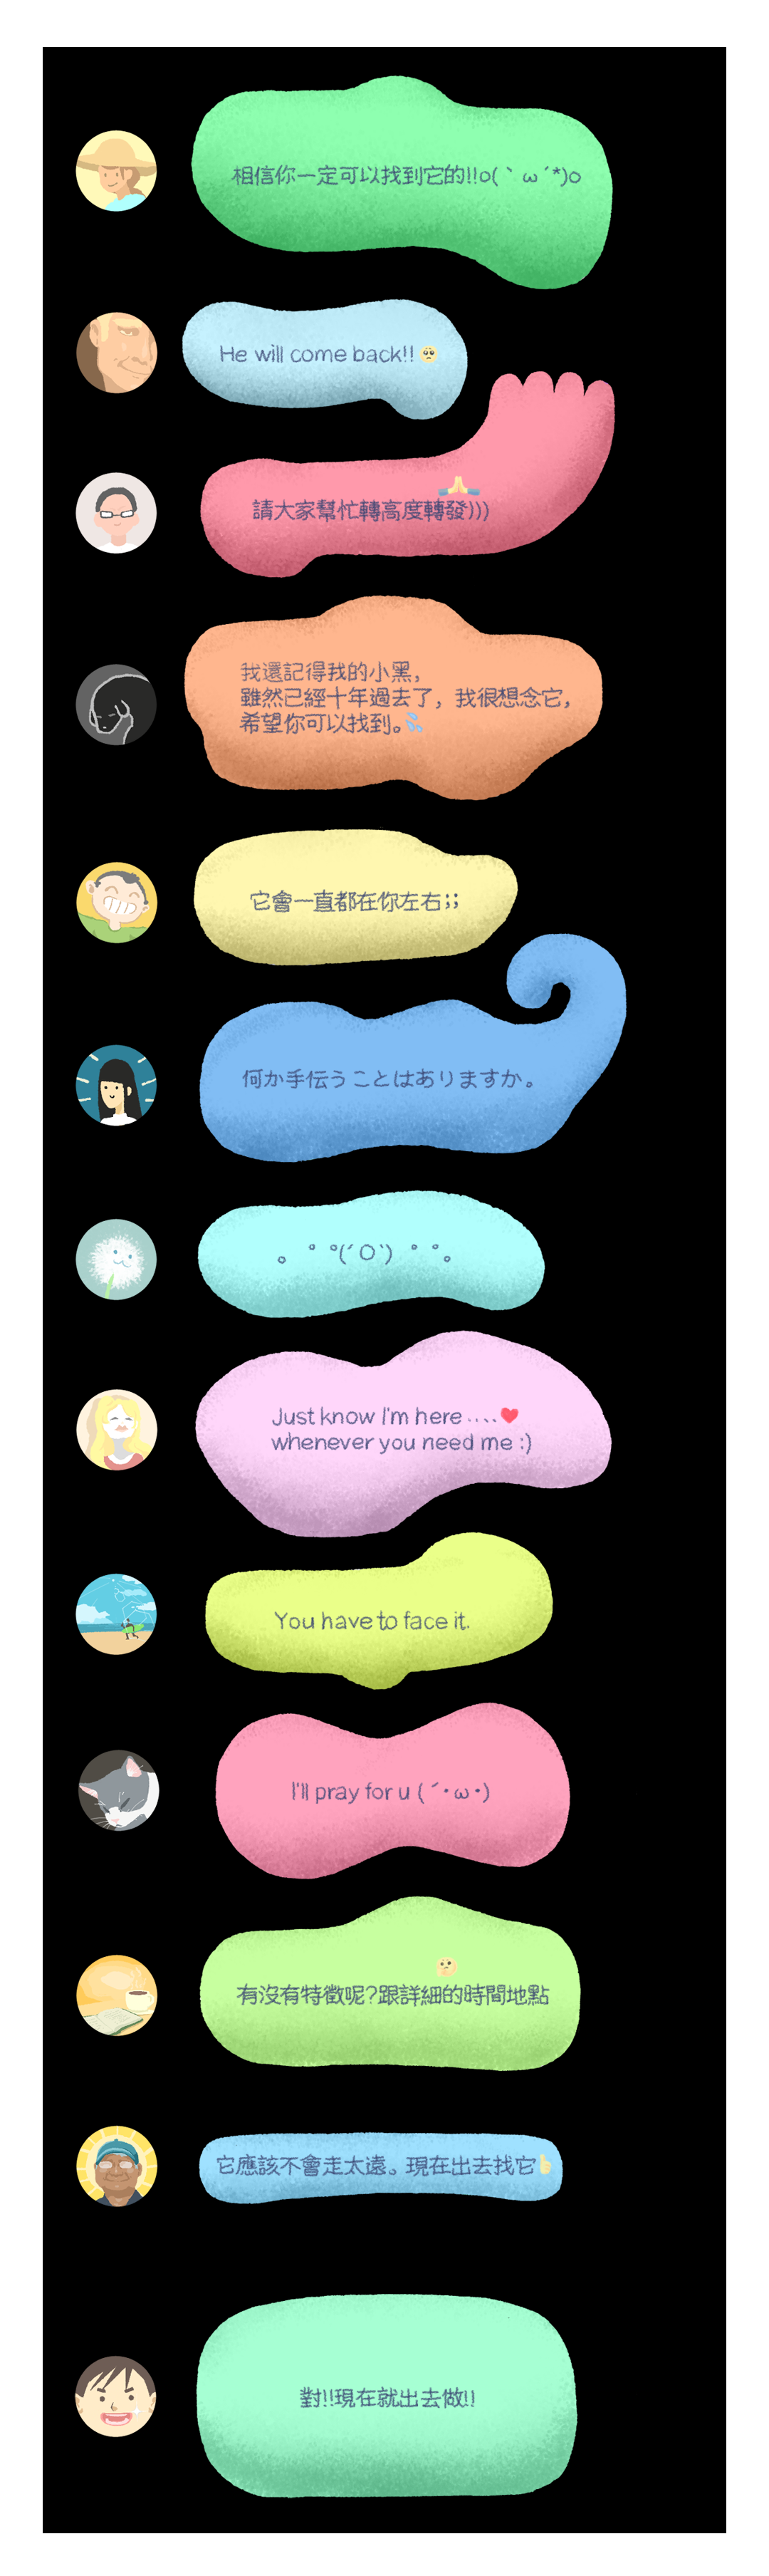 相信你一定可以找到它的!!o(｀ω´*)o
He will come back!! 🥺
🙏
請大家幫忙轉高度轉發)))
我還記得我的小黑,
雖然已經十年過去了, 我很想念它,
希望你可以找到。💦
它會一直都在你左右;;
何か手伝うことはありますか。
。゜°(´○`) ゜°。
Just know I'm here ....❤
whenever you need me :)
You have to face it.
I'll pray for u ( ´･ω･)
🤔
有沒有特徵呢?跟詳細的時間地點
它應該不會走太遠。現在出去找它👆
對!!現在就出去做!!